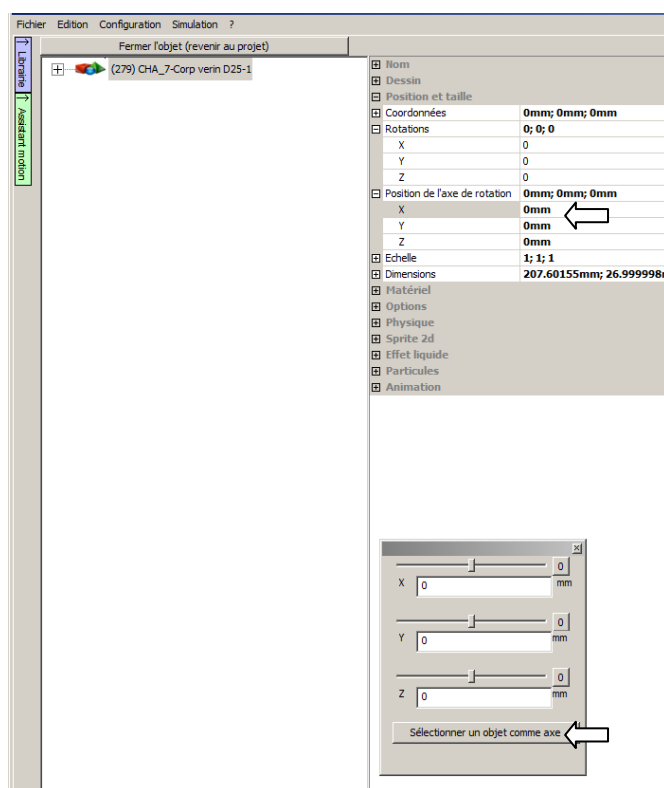 Fichier Edition Configuration Simulation ?
Fermer l'objet (revenir au projet)
Librairie
Assistant motion
(279) CHA_7-Corp verin D25-1
Nom
Dessin
Position et taille
Coordonnées 0mm; 0mm; 0mm
Rotations 0; 0; 0
X 0
Y 0
Z 0
Position de l'axe de rotation 0mm; 0mm; 0mm
X 0mm
Y 0mm
Z 0mm
Echelle 1; 1; 1
Dimensions 207.60155mm; 26.999998
Matériel
Options
Physique
Sprite 2d
Effet liquide
Particules
Animation
0
X 0 mm
0
Y 0 mm
0
Z 0 mm
Sélectionner un objet comme axe